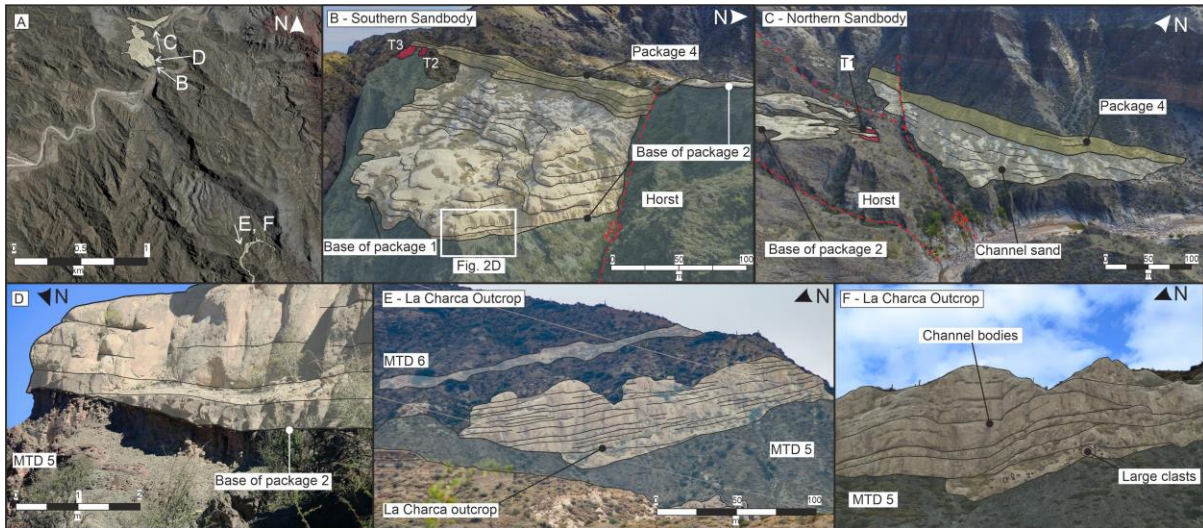 A
N
C
D
B
E, F
0 0.5 1
km
B - Southern Sandbody
N
T3
T2
Package 4
Base of package 2
Horst
Base of package 1
Fig. 2D
0 50 100
m
C - Northern Sandbody
N
T1
Package 4
Horst
Base of package 2
Channel sand
0 50 100
m
D
N
MTD 5
Base of package 2
0 1 2
m
E - La Charca Outcrop
N
MTD 6
MTD 5
La Charca outcrop
0 50 100
m
F - La Charca Outcrop
N
Channel bodies
Large clasts
MTD 5